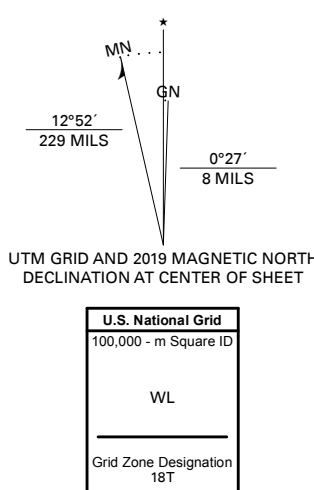 ★
MN
GN
12°52´
229 MILS
0°27´
8 MILS
UTM GRID AND 2019 MAGNETIC NORTH
DECLINATION AT CENTER OF SHEET
U.S. National Grid
100,000 - m Square ID
WL
Grid Zone Designation
18T